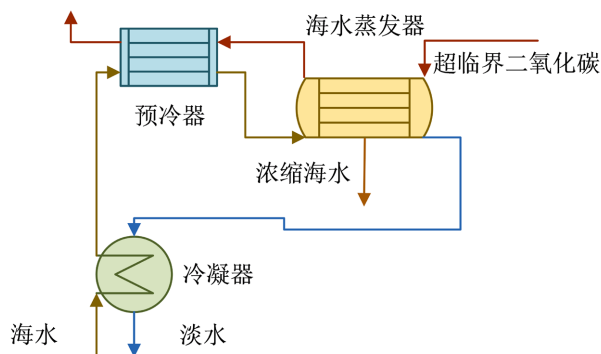 海水蒸发器
超临界二氧化碳
预冷器
浓缩海水
冷凝器
海水
淡水